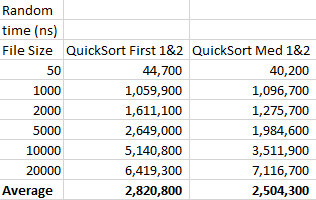 Random
time (ns)
File Size QuickSort First 1&2 QuickSort Med 1&2
50 44,700 40,200
1000 1,059,900 1,096,700
2000 1,611,100 1,275,700
5000 2,649,000 1,984,600
10000 5,140,800 3,511,900
20000 6,419,300 7,116,700
Average 2,820,800 2,504,300